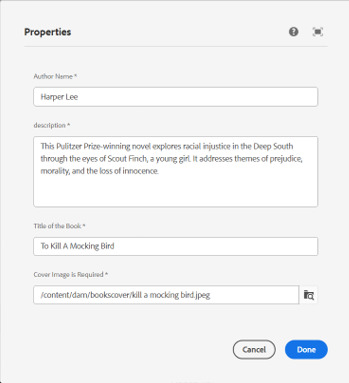 Properties
Author Name *
Harper Lee
description *
This Pulitzer Prize-winning novel explores racial injustice in the Deep South
through the eyes of Scout Finch, a young girl. It addresses themes of prejudice,
morality, and the loss of innocence.
Title of the Book *
To Kill A Mocking Bird
Cover Image is Required *
/content/dam/bookscover/kill a mocking bird.jpeg
Cancel
Done